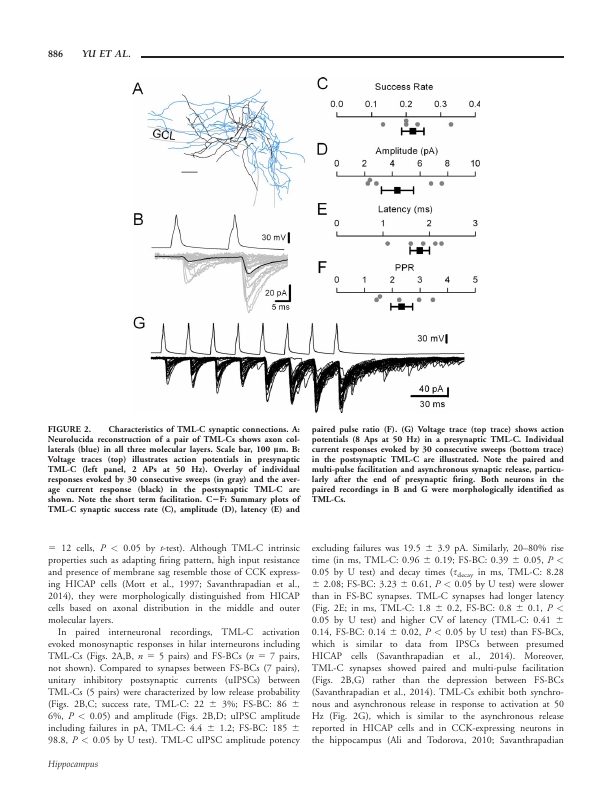 886 YU ET AL.
A
GCL
B
30 mV
20 pA
5 ms
C
Success Rate
0.0 0.1 0.2 0.3 0.4
D
Amplitude (pA)
0 2 4 6 8 10
E
Latency (ms)
0 1 2 3
F
PPR
0 1 2 3 4 5
G
30 mV
40 pA
30 ms
FIGURE 2. Characteristics of TML-C synaptic connections. A:
Neurolucida reconstruction of a pair of TML-Cs shows axon col-
laterals (blue) in all three molecular layers. Scale bar, 100 μm. B:
Voltage traces (top) illustrates action potentials in presynaptic
TML-C (left panel, 2 APs at 50 Hz). Overlay of individual
responses evoked by 30 consecutive sweeps (in gray) and the aver-
age current response (black) in the postsynaptic TML-C are
shown. Note the short term facilitation. C−F: Summary plots of
TML-C synaptic success rate (C), amplitude (D), latency (E) and
paired pulse ratio (F). (G) Voltage trace (top trace) shows action
potentials (8 Aps at 50 Hz) in a presynaptic TML-C. Individual
current responses evoked by 30 consecutive sweeps (bottom trace)
in the postsynaptic TML-C are illustrated. Note the paired and
multi-pulse facilitation and asynchronous synaptic release, particu-
larly after the end of presynaptic firing. Both neurons in the
paired recordings in B and G were morphologically identified as
TML-Cs.
= 12 cells, P < 0.05 by t-test). Although TML-C intrinsic
properties such as adapting firing pattern, high input resistance
and presence of membrane sag resemble those of CCK express-
ing HICAP cells (Mott et al., 1997; Savanthrapadian et al.,
2014), they were morphologically distinguished from HICAP
cells based on axonal distribution in the middle and outer
molecular layers.
In paired interneuronal recordings, TML-C activation
evoked monosynaptic responses in hilar interneurons including
TML-Cs (Figs. 2A,B, n = 5 pairs) and FS-BCs (n = 7 pairs,
not shown). Compared to synapses between FS-BCs (7 pairs),
unitary inhibitory postsynaptic currents (uIPSCs) between
TML-Cs (5 pairs) were characterized by low release probability
(Figs. 2B,C; success rate, TML-C: 22 ± 3%; FS-BC: 86 ±
6%, P < 0.05) and amplitude (Figs. 2B,D; uIPSC amplitude
including failures in pA, TML-C: 4.4 ± 1.2; FS-BC: 185 ±
98.8, P < 0.05 by U test). TML-C uIPSC amplitude potency
excluding failures was 19.5 ± 3.9 pA. Similarly, 20–80% rise
time (in ms, TML-C: 0.96 ± 0.19; FS-BC: 0.39 ± 0.05, P <
0.05 by U test) and decay times (τdecay in ms, TML-C: 8.28
± 2.08; FS-BC: 3.23 ± 0.61, P < 0.05 by U test) were slower
than in FS-BC synapses. TML-C synapses had longer latency
(Fig. 2E; in ms, TML-C: 1.8 ± 0.2, FS-BC: 0.8 ± 0.1, P <
0.05 by U test) and higher CV of latency (TML-C: 0.41 ±
0.14, FS-BC: 0.14 ± 0.02, P < 0.05 by U test) than FS-BCs,
which is similar to data from IPSCs between presumed
HICAP cells (Savanthrapadian et al., 2014). Moreover,
TML-C synapses showed paired and multi-pulse facilitation
(Figs. 2B,G) rather than the depression between FS-BCs
(Savanthrapadian et al., 2014). TML-Cs exhibit both synchro-
nous and asynchronous release in response to activation at 50
Hz (Fig. 2G), which is similar to the asynchronous release
reported in HICAP cells and in CCK-expressing neurons in
the hippocampus (Ali and Todorova, 2010; Savanthrapadian
Hippocampus